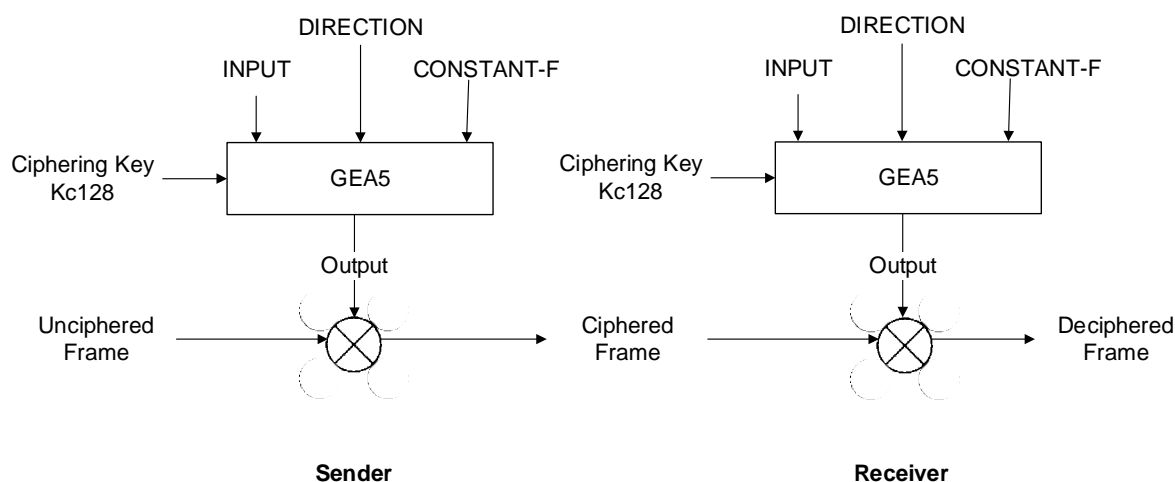 DIRECTION
INPUT
CONSTANT-F
Ciphering Key
Kc128
GEA5
Output
Unciphered
Frame
Ciphered
Frame
Sender
DIRECTION
INPUT
CONSTANT-F
Ciphering Key
Kc128
GEA5
Output
Deciphered
Frame
Receiver